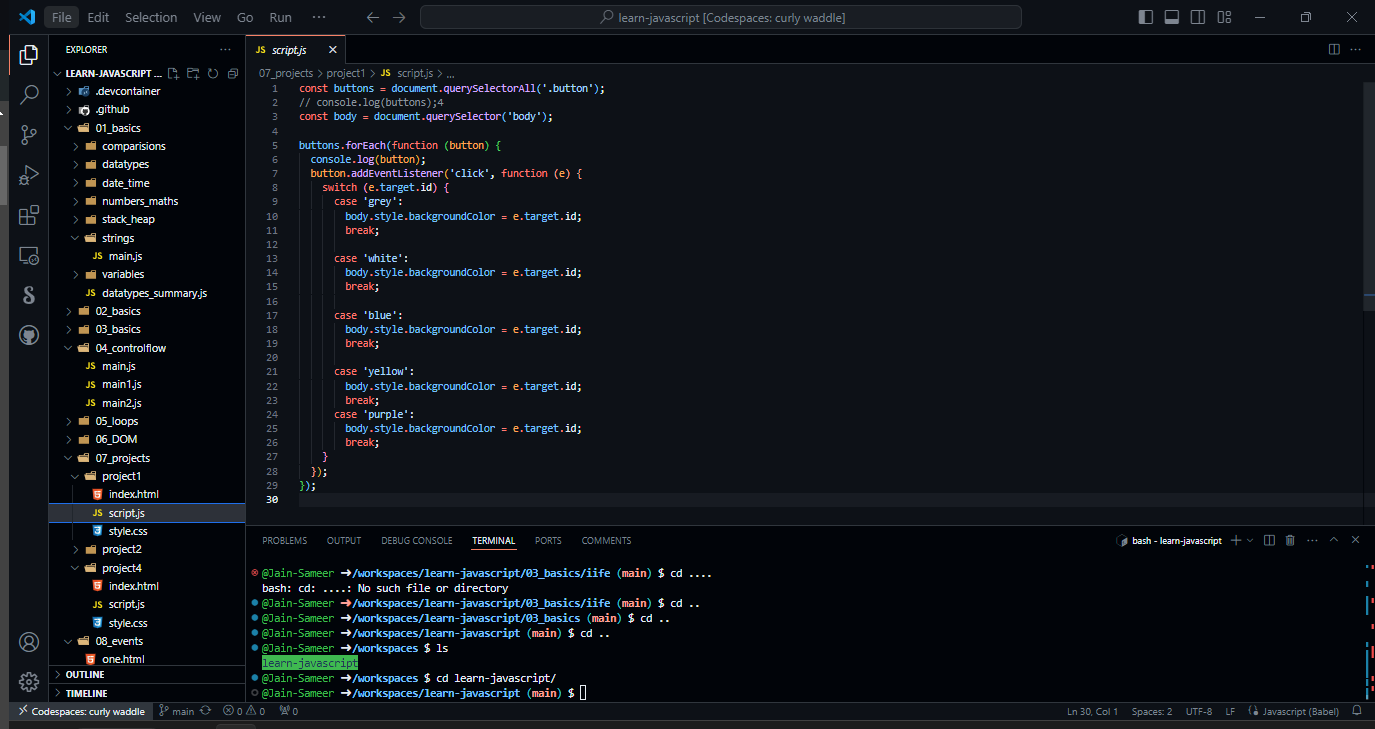 File Edit Selection View Go Run ···
learn-javascript [Codespaces: curly waddle]
EXPLORER
LEARN-JAVASCRIPT ...
.devcontainer
.github
01_basics
comparisions
datatypes
date_time
numbers_maths
stack_heap
strings
JS main.js
variables
JS datatypes_summary.js
02_basics
03_basics
04_controlflow
JS main.js
JS main1.js
JS main2.js
05_loops
06_DOM
07_projects
project1
index.html
JS script.js
style.css
project2
project4
index.html
JS script.js
style.css
08_events
one.html
OUTLINE
TIMELINE
JS script.js
07_projects > project1 > JS script.js > ...
1 const buttons = document.querySelectorAll('.button');
2 // console.log(buttons);4
3 const body = document.querySelector('body');
4
5 buttons.forEach(function (button) {
6 console.log(button);
7 button.addEventListener('click', function (e) {
8 switch (e.target.id) {
9 case 'grey':
10 body.style.backgroundColor = e.target.id;
11 break;
12
13 case 'white':
14 body.style.backgroundColor = e.target.id;
15 break;
16
17 case 'blue':
18 body.style.backgroundColor = e.target.id;
19 break;
20
21 case 'yellow':
22 body.style.backgroundColor = e.target.id;
23 break;
24 case 'purple':
25 body.style.backgroundColor = e.target.id;
26 break;
27 }
28 });
29 });
30
PROBLEMS OUTPUT DEBUG CONSOLE TERMINAL PORTS COMMENTS
bash - learn-javascript
@Jain-Sameer ➜/workspaces/learn-javascript/03_basics/iife (main) $ cd ....
bash: cd: ....: No such file or directory
@Jain-Sameer ➜/workspaces/learn-javascript/03_basics/iife (main) $ cd ..
@Jain-Sameer ➜/workspaces/learn-javascript/03_basics (main) $ cd ..
@Jain-Sameer ➜/workspaces/learn-javascript (main) $ cd ..
@Jain-Sameer ➜/workspaces $ ls
learn-javascript
@Jain-Sameer ➜/workspaces $ cd learn-javascript/
@Jain-Sameer ➜/workspaces/learn-javascript (main) $
Codespaces: curly waddle main 0 0 0
Ln 30, Col 1 Spaces: 2 UTF-8 LF Javascript (Babel)